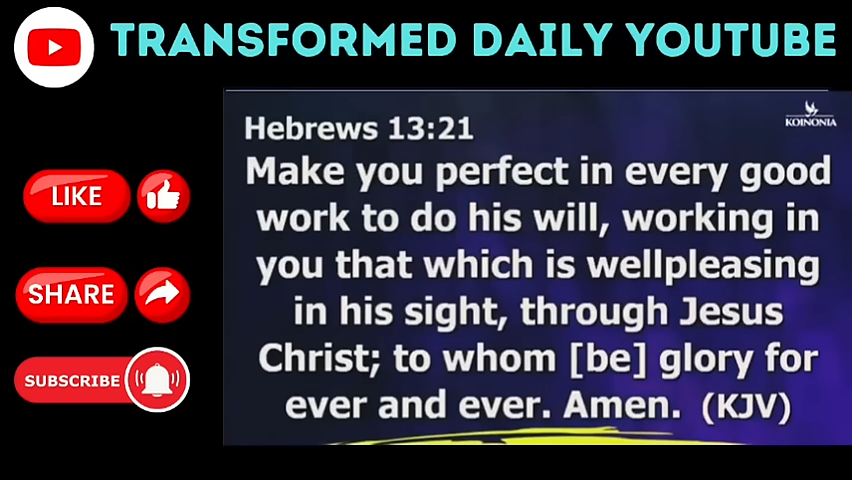 TRANSFORMED DAILY YOUTUBE
KOINONIA
Hebrews 13:21
Make you perfect in every good
work to do his will, working in
you that which is wellpleasing
in his sight, through Jesus
Christ; to whom [be] glory for
ever and ever. Amen. (KJV)
LIKE
SHARE
SUBSCRIBE